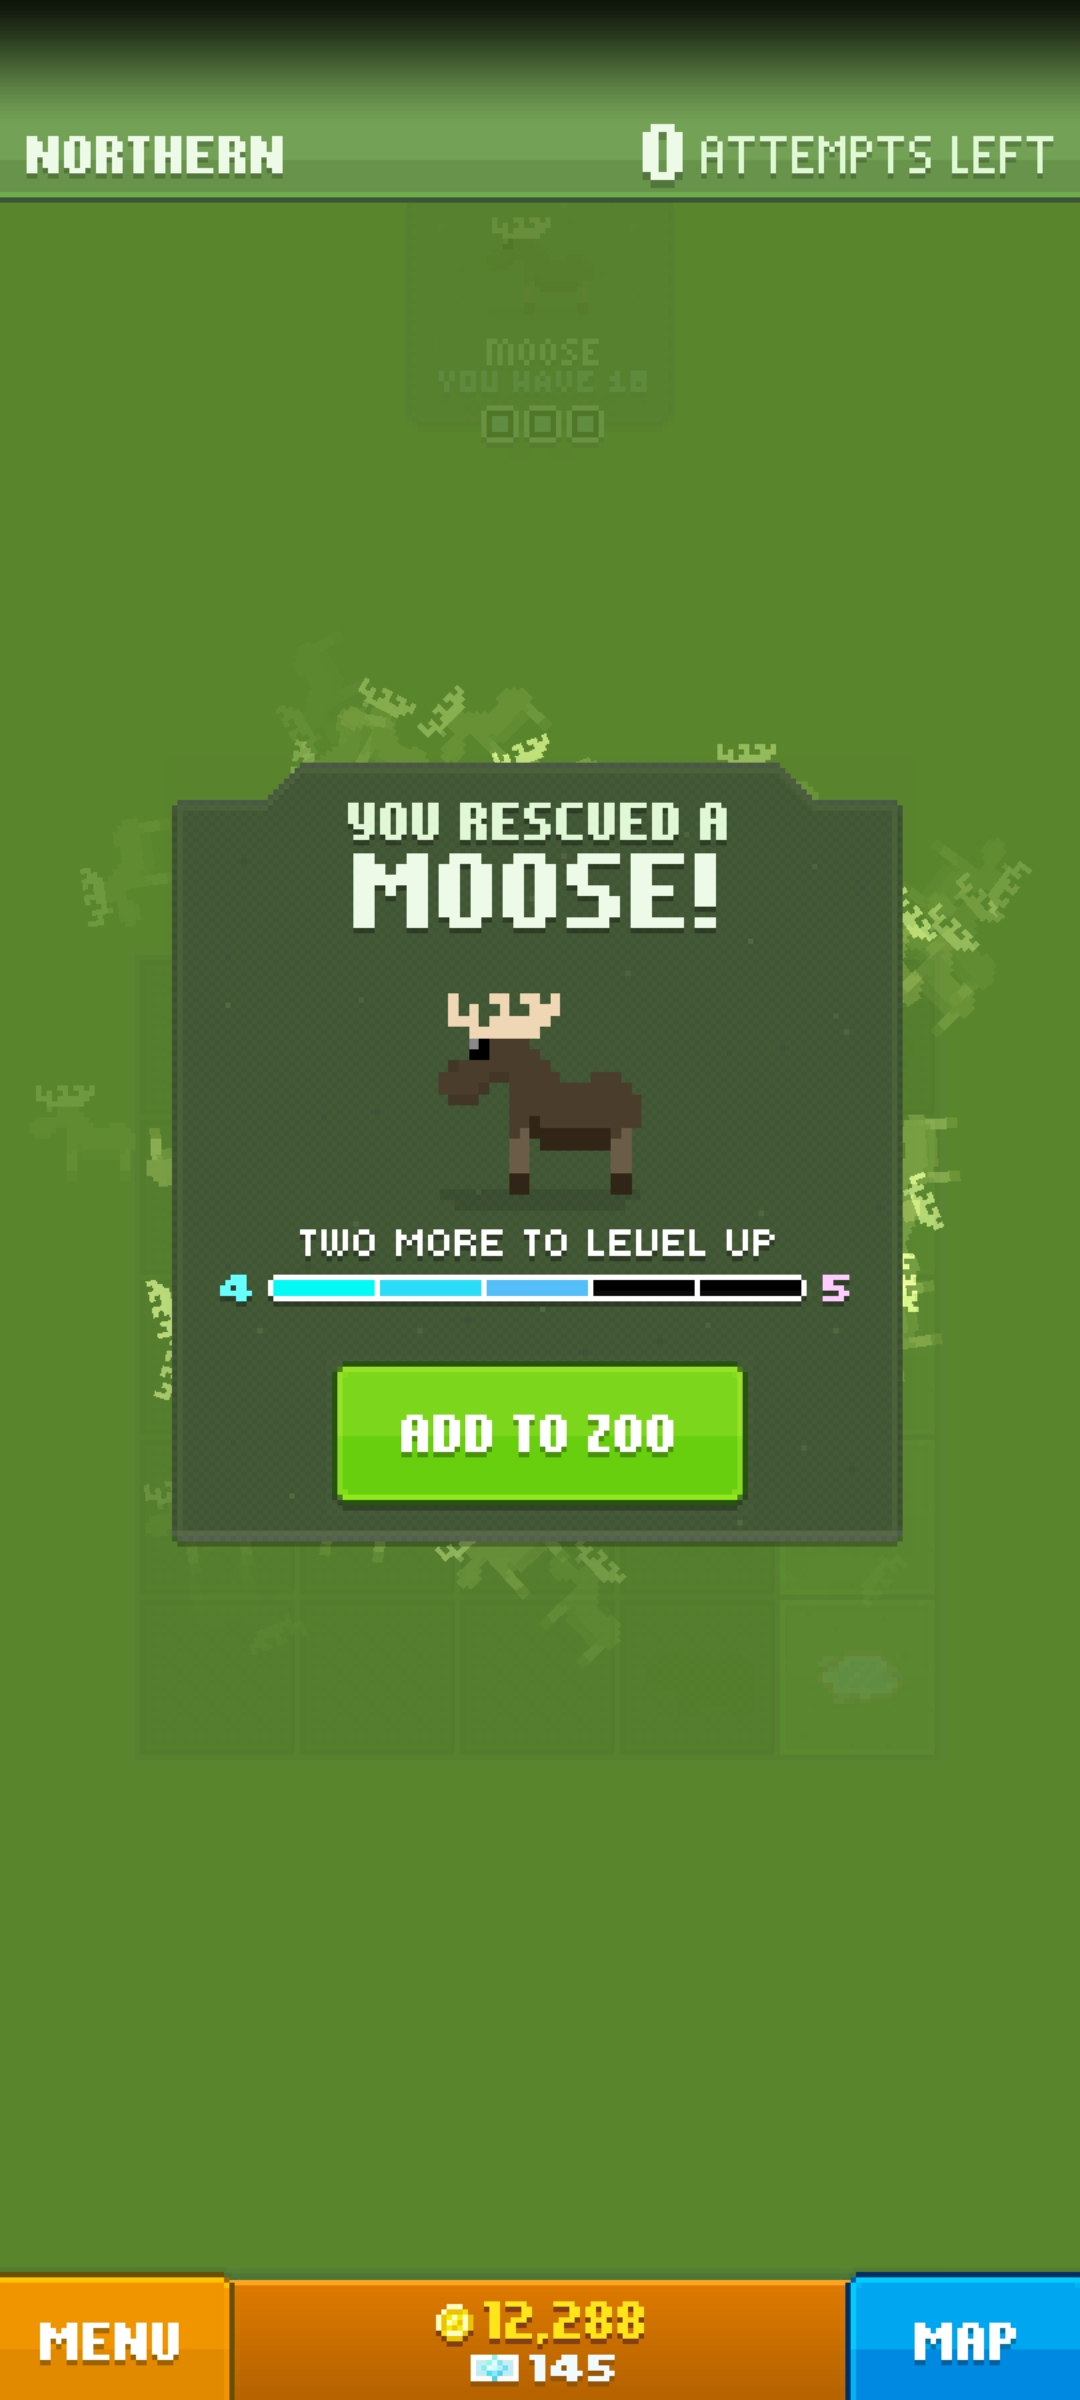 NORTHERN
0 ATTEMPTS LEFT
MOOSE
YOU HAVE 18
YOU RESCUED A
MOOSE!
TWO MORE TO LEVEL UP
4 5
ADD TO ZOO
MENU
12,288
145
MAP